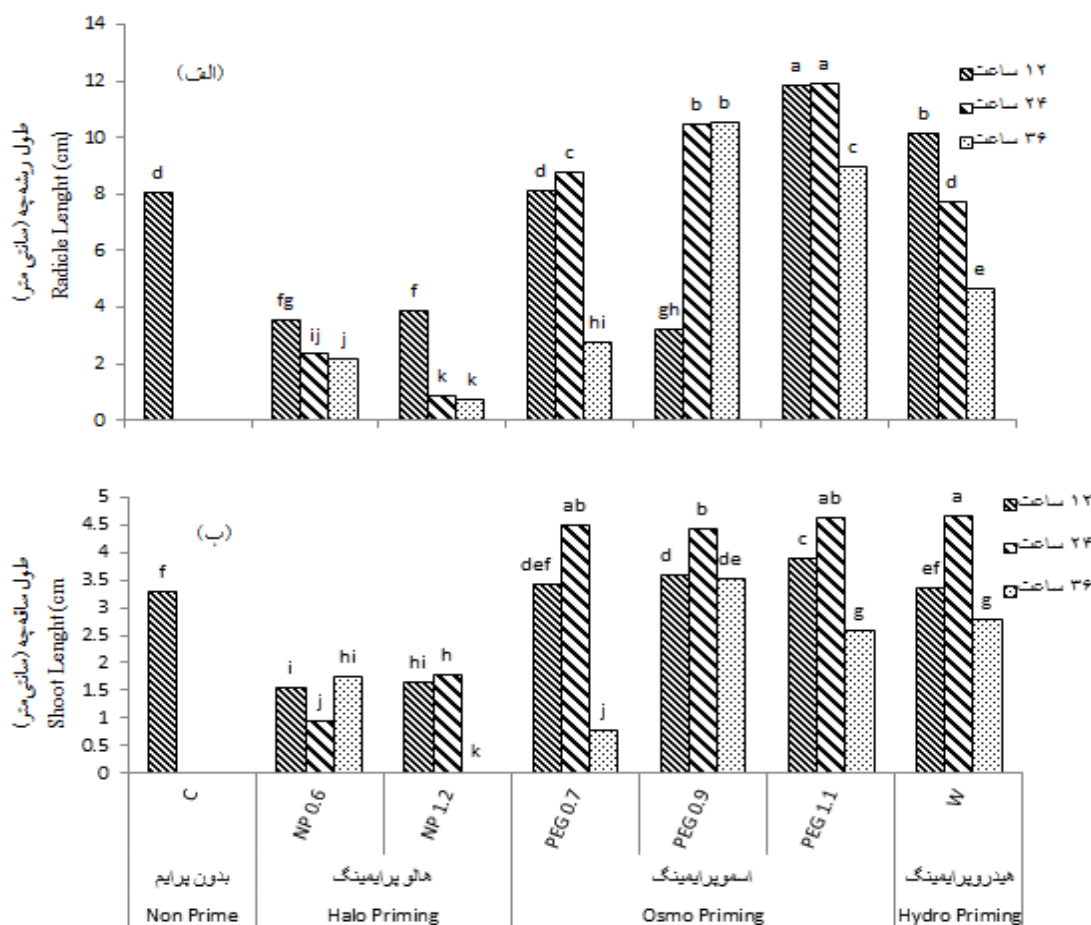 (الف)
۱۲ ساعت
۲۴ ساعت
۳۶ ساعت
طول ریشه‌چه (سانتی متر)
Radicle Lenght (cm)
14
12
10
8
6
4
2
0
d
fg
ij
j
f
k
k
d
c
hi
gh
b
b
a
a
c
b
d
e
(ب)
۱۲ ساعت
۲۴ ساعت
۳۶ ساعت
طول ساقه‌چه (سانتی‌متر)
Shoot Lenght (cm
5
4.5
4
3.5
3
2.5
2
1.5
1
0.5
0
f
i
j
hi
hi
h
k
def
ab
j
d
b
de
c
ab
g
ef
a
g
C
NP 0.6
NP 1.2
PEG 0.7
PEG 0.9
PEG 1.1
W
بدون پرایم
هالو پرایمینگ
اسموپرایمینگ
هیدروپرایمینگ
Non Prime
Halo Priming
Osmo Priming
Hydro Priming